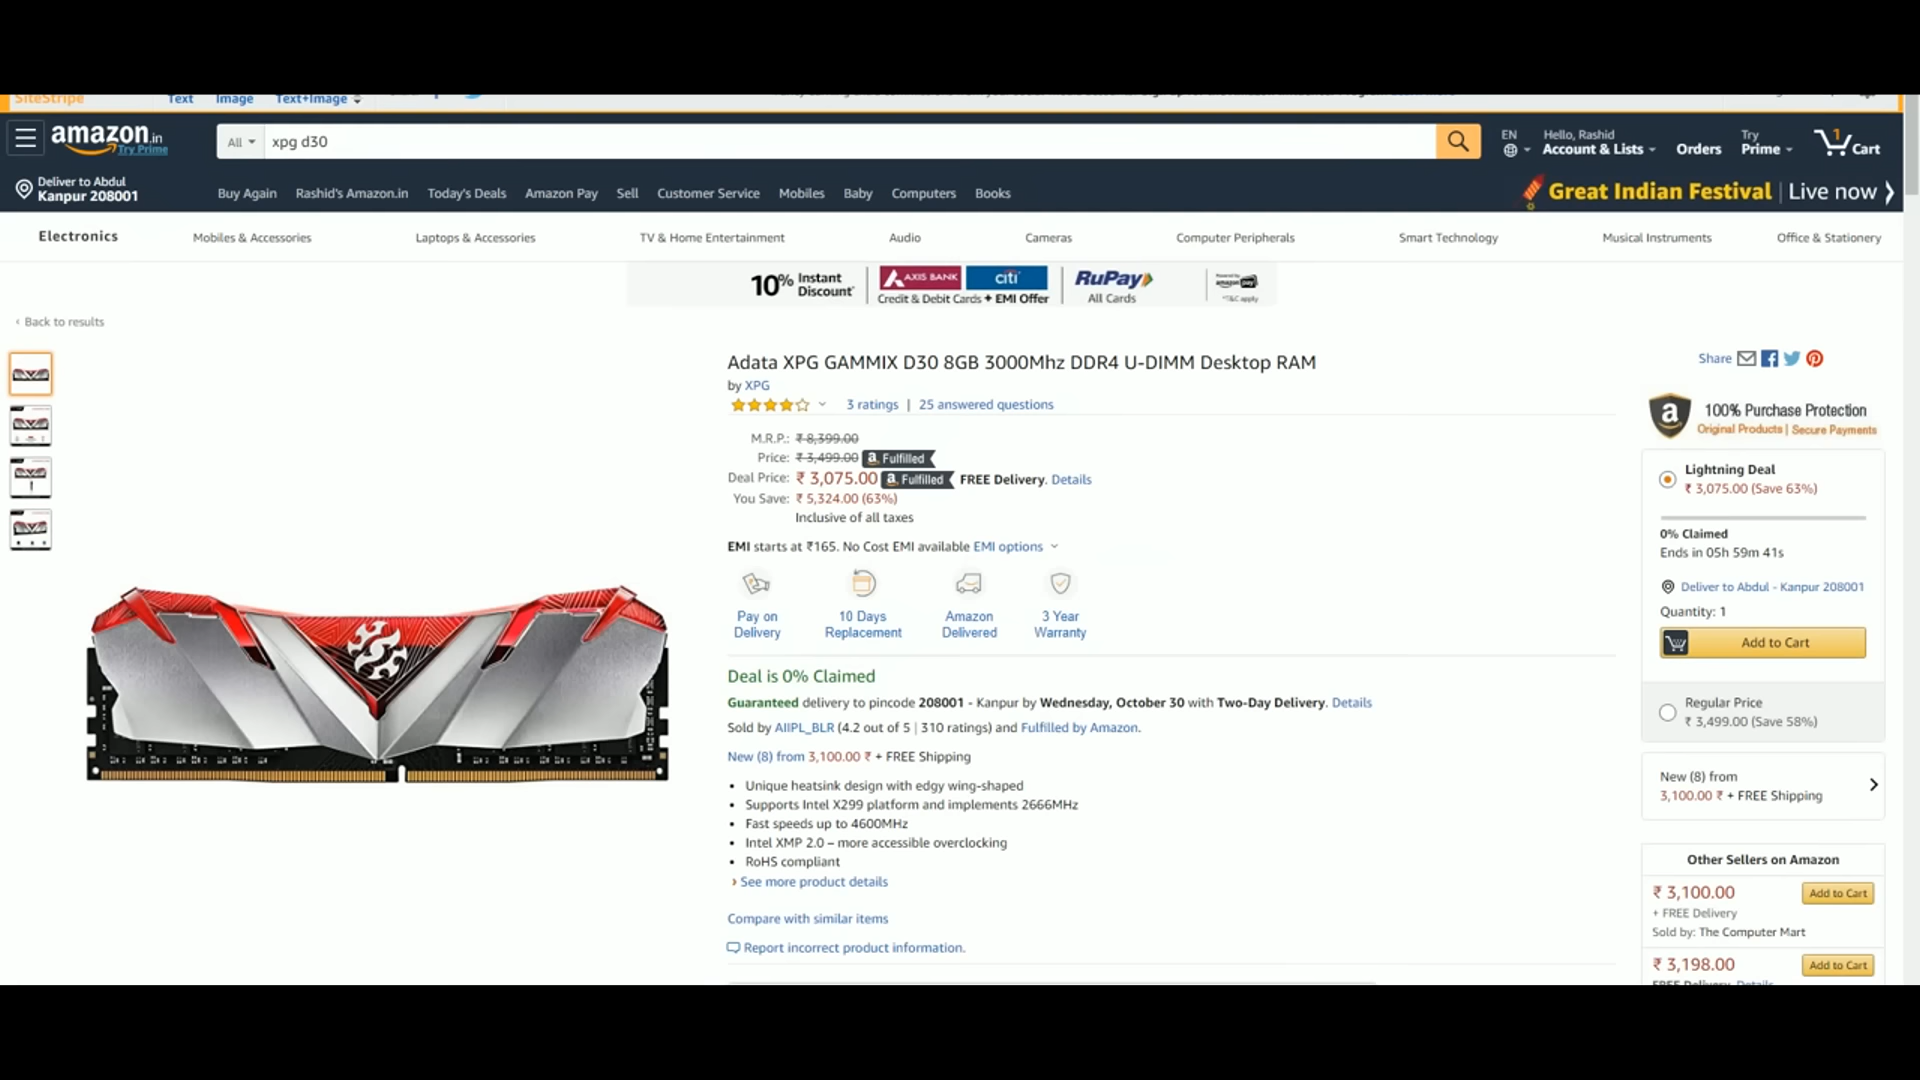 SiteStripe Text Image Text+Image
amazon.in
Try Prime
All
xpg d30
EN
Hello, Rashid
Account & Lists
Orders
Try
Prime
1
Cart
Deliver to Abdul
Kanpur 208001
Buy Again Rashid's Amazon.in Today's Deals Amazon Pay Sell Customer Service Mobiles Baby Computers Books
Great Indian Festival | Live now
Electronics Mobiles & Accessories Laptops & Accessories TV & Home Entertainment Audio Cameras Computer Peripherals Smart Technology Musical Instruments Office & Stationery
10% Instant Discount*
AXIS BANK citi
Credit & Debit Cards + EMI Offer
RuPay
All Cards
Powered by
amazon pay
*T&C apply
‹ Back to results
Adata XPG GAMMIX D30 8GB 3000Mhz DDR4 U-DIMM Desktop RAM
by XPG
3 ratings | 25 answered questions
M.R.P.: ₹ 8,399.00
Price: ₹ 3,499.00 a Fulfilled
Deal Price: ₹ 3,075.00 a Fulfilled FREE Delivery. Details
You Save: ₹ 5,324.00 (63%)
Inclusive of all taxes
EMI starts at ₹165. No Cost EMI available EMI options
Pay on Delivery
10 Days Replacement
Amazon Delivered
3 Year Warranty
Deal is 0% Claimed
Guaranteed delivery to pincode 208001 - Kanpur by Wednesday, October 30 with Two-Day Delivery. Details
Sold by AIIPL_BLR (4.2 out of 5 | 310 ratings) and Fulfilled by Amazon.
New (8) from 3,100.00 ₹ + FREE Shipping
• Unique heatsink design with edgy wing-shaped
• Supports Intel X299 platform and implements 2666MHz
• Fast speeds up to 4600MHz
• Intel XMP 2.0 – more accessible overclocking
• RoHS compliant
› See more product details
Compare with similar items
Report incorrect product information.
Share
a
100% Purchase Protection
Original Products | Secure Payments
Lightning Deal
₹ 3,075.00 (Save 63%)
0% Claimed
Ends in 05h 59m 41s
Deliver to Abdul - Kanpur 208001
Quantity: 1
Add to Cart
Regular Price
₹ 3,499.00 (Save 58%)
New (8) from
3,100.00 ₹ + FREE Shipping
Other Sellers on Amazon
₹ 3,100.00 Add to Cart
+ FREE Delivery
Sold by: The Computer Mart
₹ 3,198.00 Add to Cart
FREE Delivery. Details